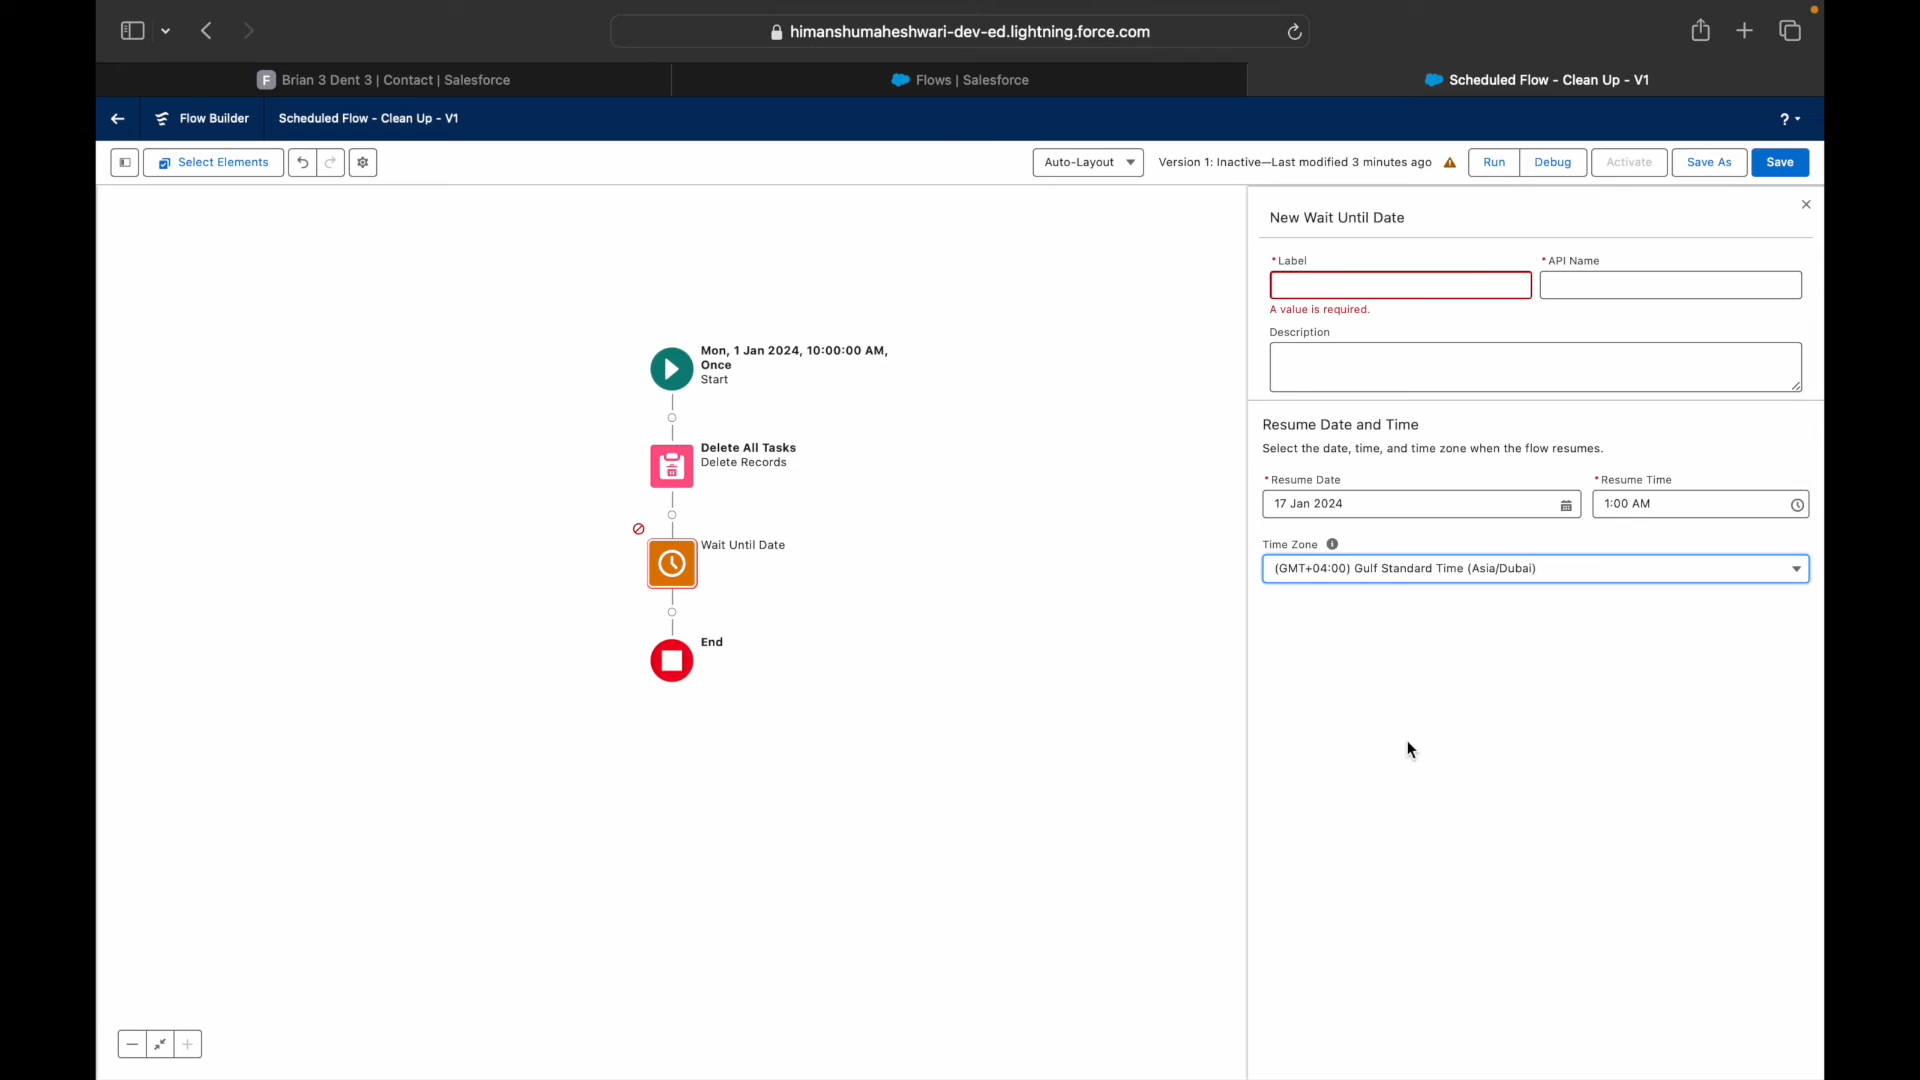 himanshumaheshwari-dev-ed.lightning.force.com
F Brian 3 Dent 3 | Contact | Salesforce
Flows | Salesforce
Scheduled Flow - Clean Up - V1
Flow Builder
Scheduled Flow - Clean Up - V1
?
Select Elements
Auto-Layout
Version 1: Inactive—Last modified 3 minutes ago
Run
Debug
Activate
Save As
Save
New Wait Until Date
*Label
*API Name
A value is required.
Description
Mon, 1 Jan 2024, 10:00:00 AM,
Once
Start
Delete All Tasks
Delete Records
Wait Until Date
End
Resume Date and Time
Select the date, time, and time zone when the flow resumes.
*Resume Date
*Resume Time
17 Jan 2024
1:00 AM
Time Zone
(GMT+04:00) Gulf Standard Time (Asia/Dubai)